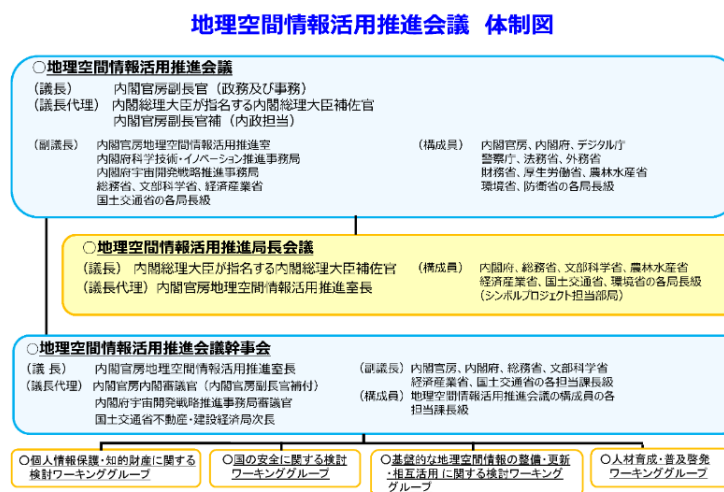 地理空間情報活用推進会議 体制図
○地理空間情報活用推進会議
(議長) 内閣官房副長官(政務及び事務)
(議長代理) 内閣総理大臣が指名する内閣総理大臣補佐官
内閣官房副長官補(内政担当)
(副議長) 内閣官房地理空間情報活用推進室
内閣府科学技術・イノベーション推進事務局
内閣府宇宙開発戦略推進事務局
総務省、文部科学省、経済産業省
国土交通省の各局長級
(構成員) 内閣官房、内閣府、デジタル庁
警察庁、法務省、外務省
財務省、厚生労働省、農林水産省
環境省、防衛省の各局長級
○地理空間情報活用推進局長会議
(議長) 内閣総理大臣が指名する内閣総理大臣補佐官
(議長代理) 内閣官房地理空間情報活用推進室長
(構成員) 内閣府、総務省、文部科学省、農林水産省
経済産業省、国土交通省、環境省の各局長級
(シンボルプロジェクト担当部局)
○地理空間情報活用推進会議幹事会
(議 長) 内閣官房地理空間情報活用推進室長
(議長代理) 内閣官房内閣審議官(内閣官房副長官補付)
内閣府宇宙開発戦略推進事務局審議官
国土交通省不動産・建設経済局次長
(副議長) 内閣官房、内閣府、総務省、文部科学省
経済産業省、国土交通省の各担当課長級
(構成員) 地理空間情報活用推進会議の構成員の各
担当課長級
○個人情報保護・知的財産に関する
検討ワーキンググループ
○国の安全に関する検討
ワーキンググループ
○基盤的な地理空間情報の整備・更新
・相互活用 に関する検討ワーキング
グループ
○人材育成・普及啓発
ワーキンググループ